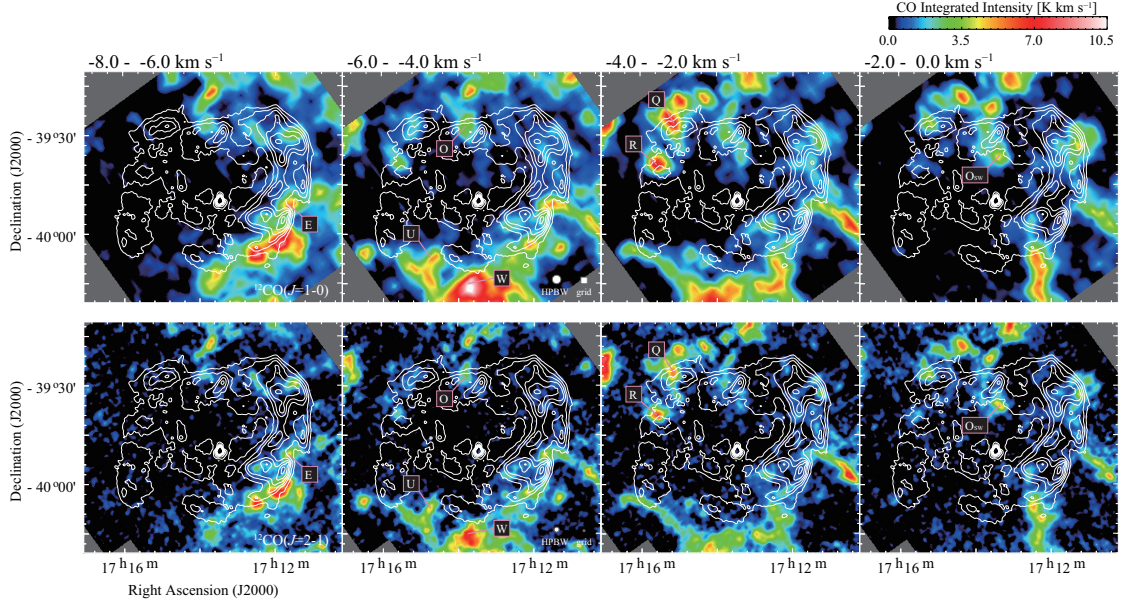 CO Integrated Intensity [K km s⁻¹]
0.0 3.5 7.0 10.5
-8.0 - -6.0 km s⁻¹
-6.0 - -4.0 km s⁻¹
-4.0 - -2.0 km s⁻¹
-2.0 - 0.0 km s⁻¹
Declination (J2000)
- 39°30'
- 40°00'
E
¹²CO(J=1-0)
O
U
W
HPBW grid
Q
R
Osw
Declination (J2000)
- 39°30'
- 40°00'
E
¹²CO(J=2-1)
O
U
W
HPBW grid
Q
R
Osw
17ʰ16ᵐ 17ʰ12ᵐ
17ʰ16ᵐ 17ʰ12ᵐ
17ʰ16ᵐ 17ʰ12ᵐ
17ʰ16ᵐ 17ʰ12ᵐ
Right Ascension (J2000)